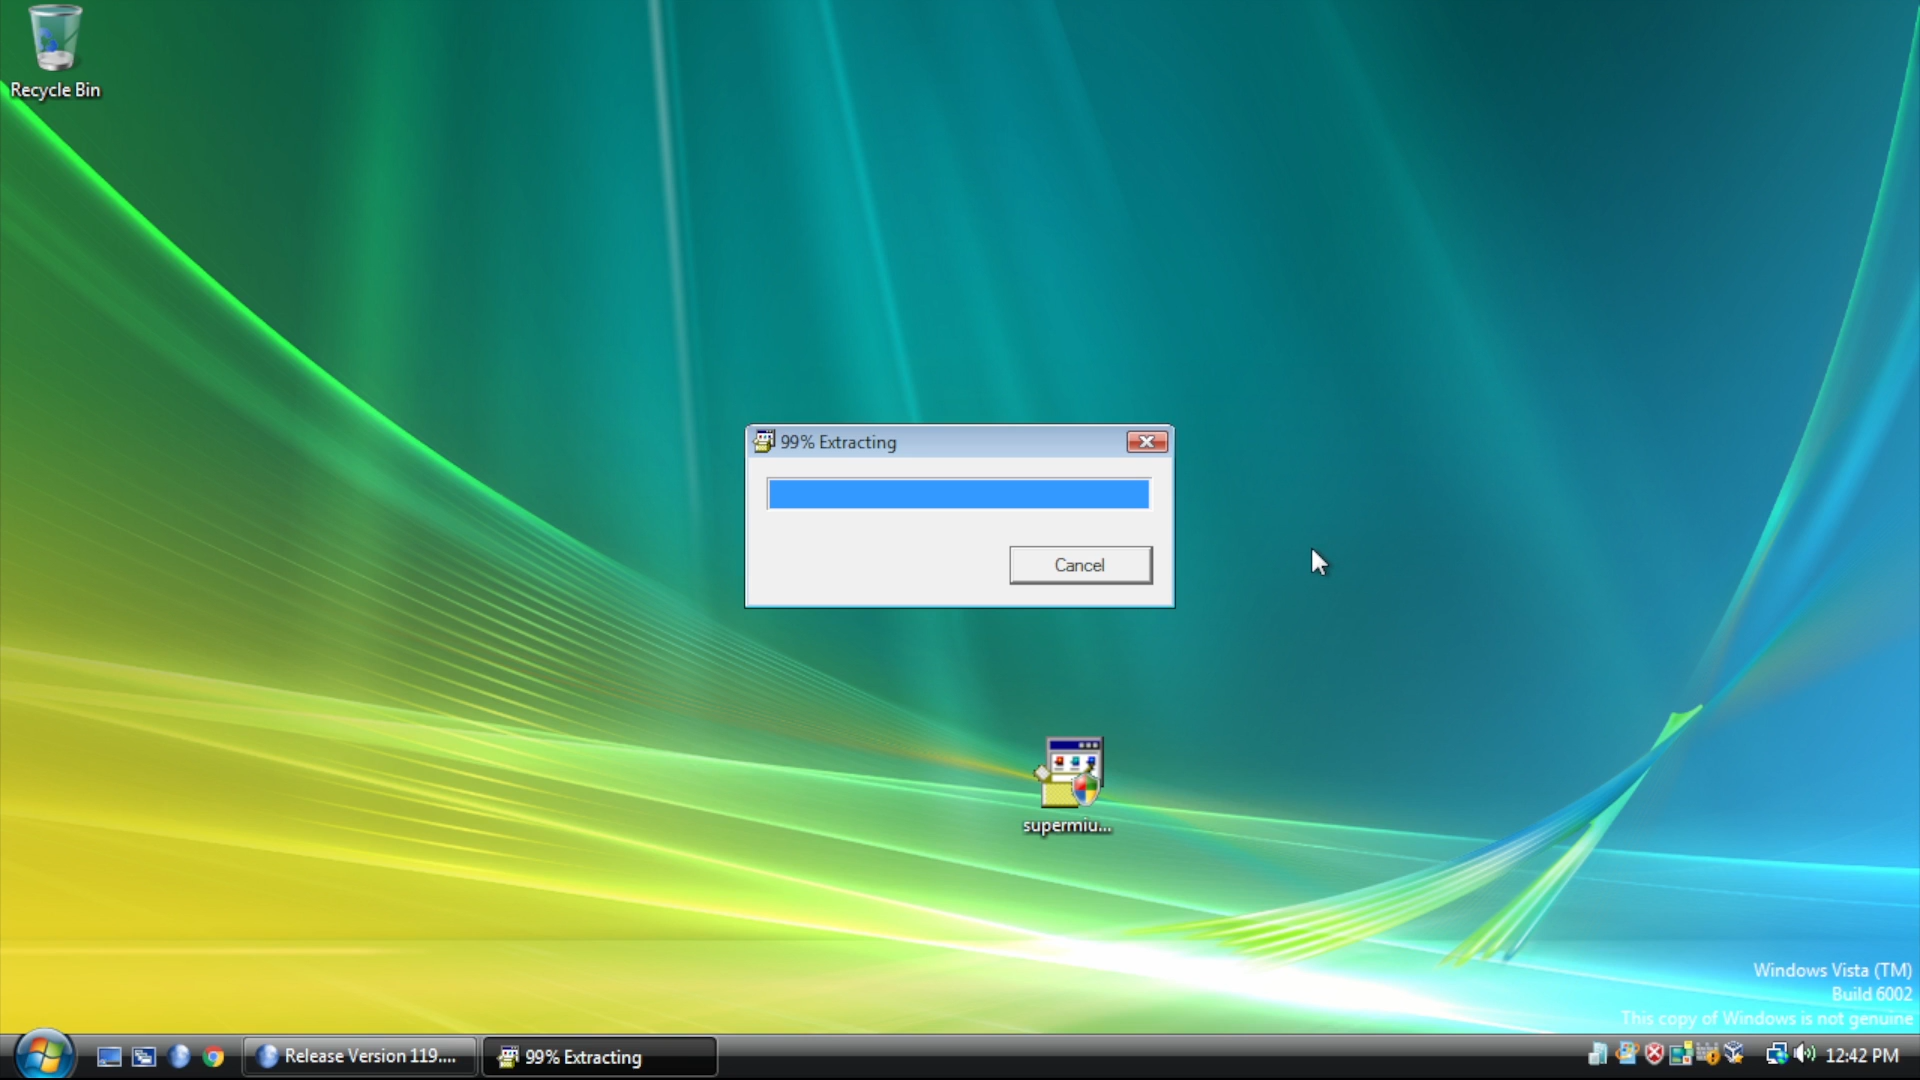 Recycle Bin
99% Extracting
Cancel
supermiu...
Windows Vista (TM)
Build 6002
This copy of Windows is not genuine
Release Version 119....
99% Extracting
12:42 PM